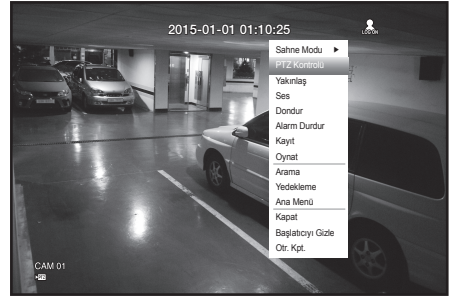 2015-01-01 01:10:25
LOG ON
Sahne Modu
PTZ Kontrolü
Yakınlaş
Ses
Dondur
Alarm Durdur
Kayıt
Oynat
Arama
Yedekleme
Ana Menü
Kapat
Başlatıcıyı Gizle
Otr. Kpt.
CAM 01